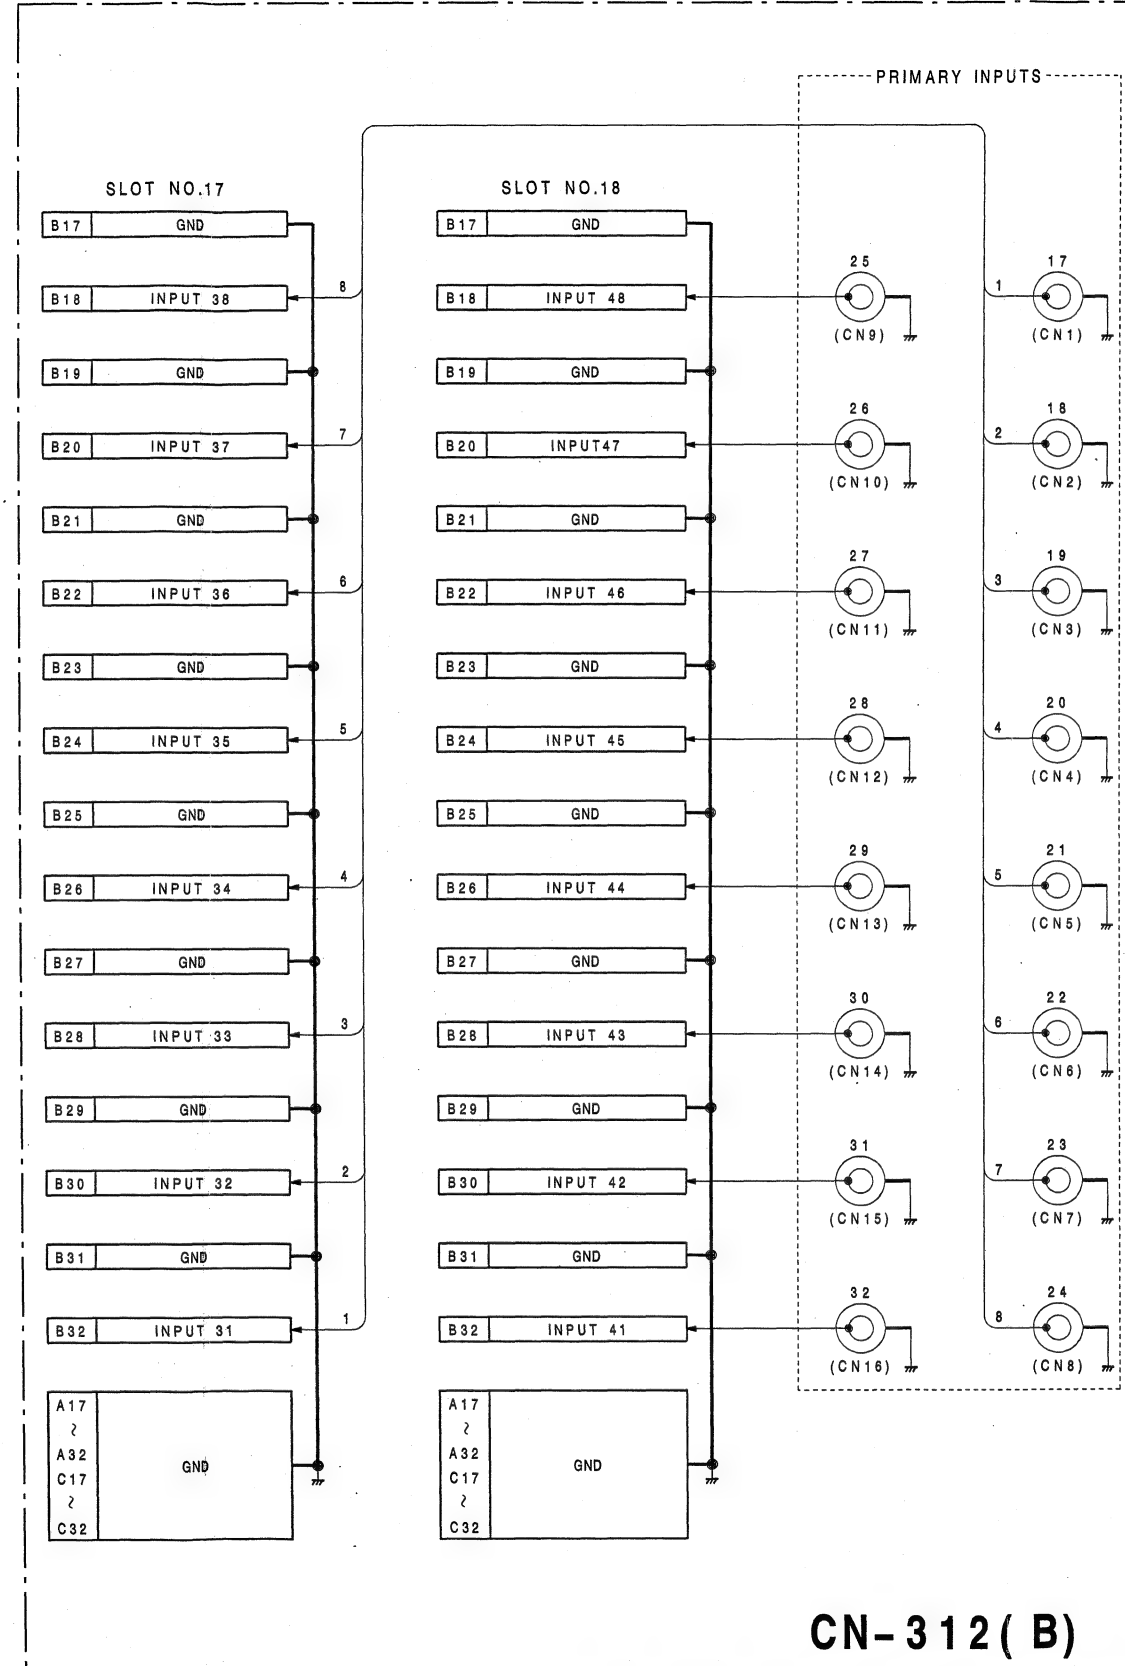 PRIMARY INPUTS
SLOT NO.17
SLOT NO.18
B17 GND
B17 GND
25
17
8
1
B18 INPUT 38
B18 INPUT 48
(CN9)
(CN1)
B19 GND
B19 GND
26
18
7
2
B20 INPUT 37
B20 INPUT47
(CN10)
(CN2)
B21 GND
B21 GND
27
19
6
3
B22 INPUT 36
B22 INPUT 46
(CN11)
(CN3)
B23 GND
B23 GND
28
20
5
4
B24 INPUT 35
B24 INPUT 45
(CN12)
(CN4)
B25 GND
B25 GND
29
21
4
5
B26 INPUT 34
B26 INPUT 44
(CN13)
(CN5)
B27 GND
B27 GND
30
22
3
6
B28 INPUT 33
B28 INPUT 43
(CN14)
(CN6)
B29 GND
B29 GND
31
23
2
7
B30 INPUT 32
B30 INPUT 42
(CN15)
(CN7)
B31 GND
B31 GND
32
24
1
8
B32 INPUT 31
B32 INPUT 41
(CN16)
(CN8)
A17
~
A32
C17
~
C32
GND
A17
~
A32
C17
~
C32
GND
CN-312(B)